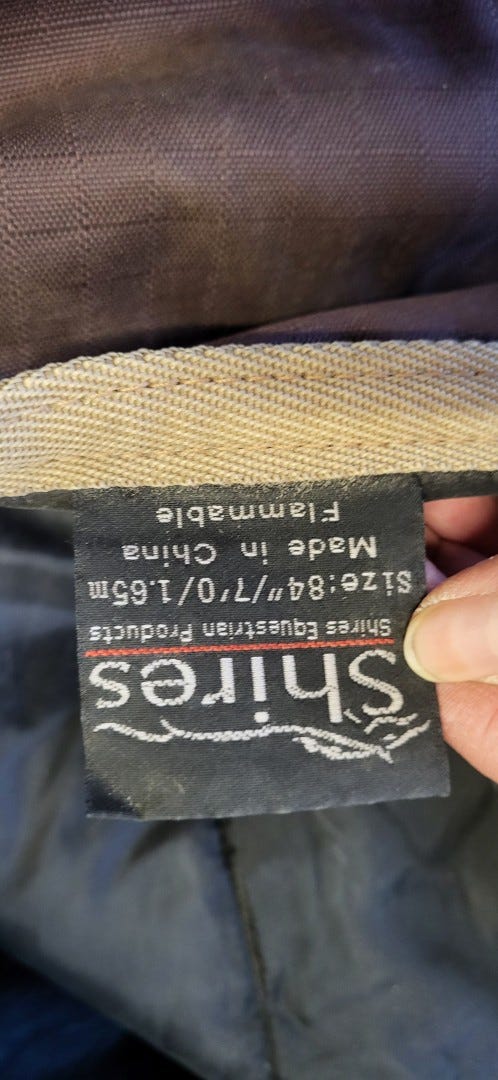 Shires
Shires Equestrian Products
Size:84"/7'0/1.65m
Made in China
Flammable